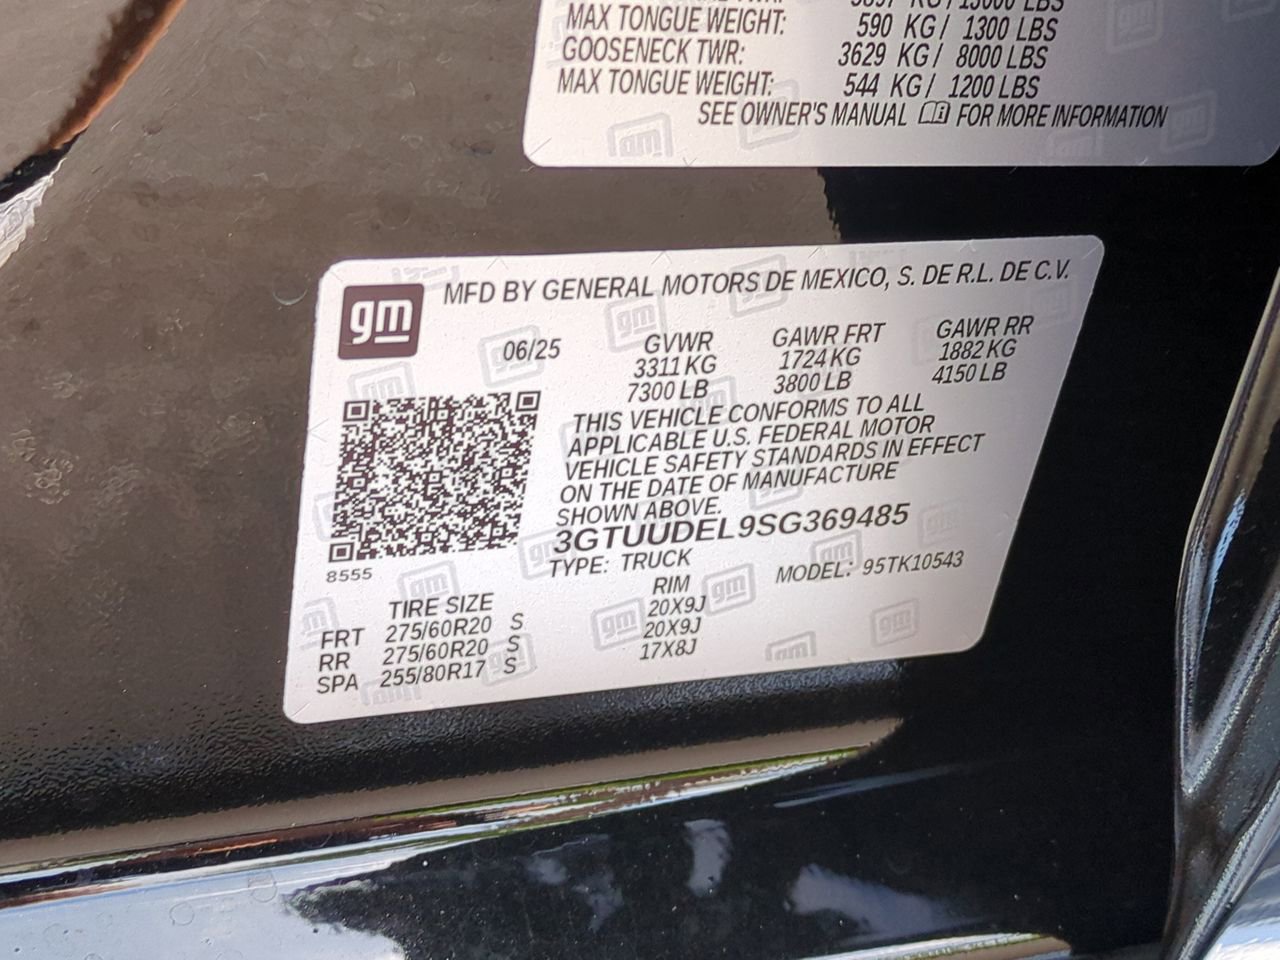 KG/13000 LBS
MAX TONGUE WEIGHT: 590 KG/ 1300 LBS
GOOSENECK TWR: 3629 KG/ 8000 LBS
MAX TONGUE WEIGHT: 544 KG/ 1200 LBS
SEE OWNER'S MANUAL FOR MORE INFORMATION
gm MFD BY GENERAL MOTORS DE MEXICO, S. DE R.L. DE C.V.
06/25 GVWR GAWR FRT GAWR RR
3311 KG 1724 KG 1882 KG
7300 LB 3800 LB 4150 LB
THIS VEHICLE CONFORMS TO ALL
APPLICABLE U.S. FEDERAL MOTOR
VEHICLE SAFETY STANDARDS IN EFFECT
ON THE DATE OF MANUFACTURE
SHOWN ABOVE.
3GTUUDEL9SG369485
8555 TYPE: TRUCK MODEL: 95TK10543
TIRE SIZE RIM
FRT 275/60R20 S 20X9J
RR 275/60R20 S 20X9J
SPA 255/80R17 S 17X8J